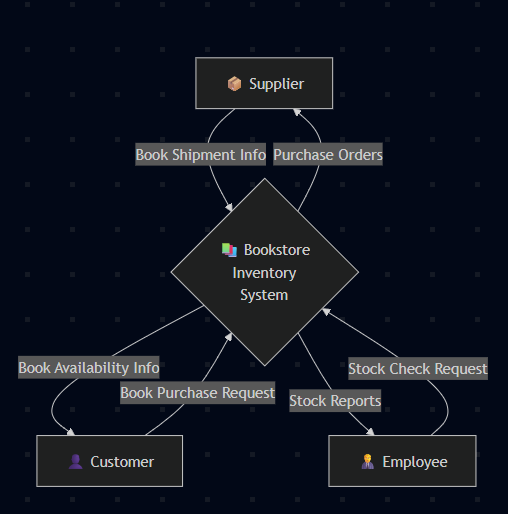 📦 Supplier
Book Shipment Info
Purchase Orders
📚 Bookstore
Inventory
System
Book Availability Info
Stock Check Request
Book Purchase Request
Stock Reports
👤 Customer
👨‍💼 Employee